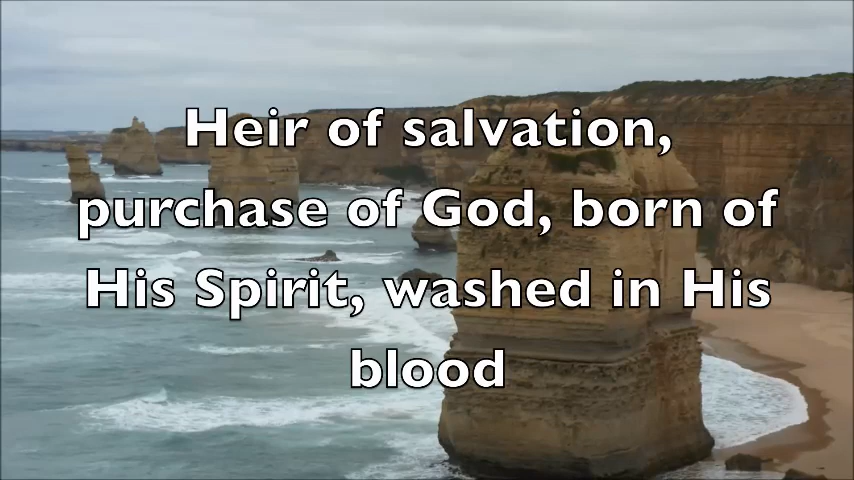 Heir of salvation,
purchase of God, born of
His Spirit, washed in His
blood